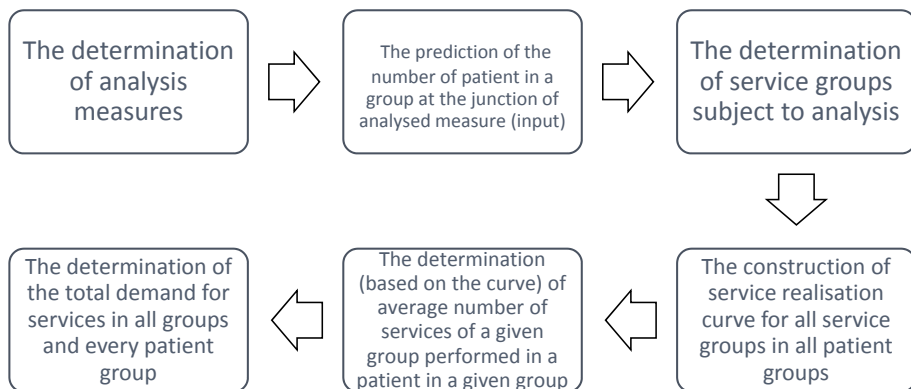 The determination
of analysis
measures
The prediction of the
number of patient in a
group at the junction of
analysed measure (input)
The determination
of service groups
subject to analysis
The construction of
service realisation
curve for all service
groups in all patient
groups
The determination
(based on the curve) of
average number of
services of a given
group performed in a
patient in a given group
The determination of
the total demand for
services in all groups
and every patient
group